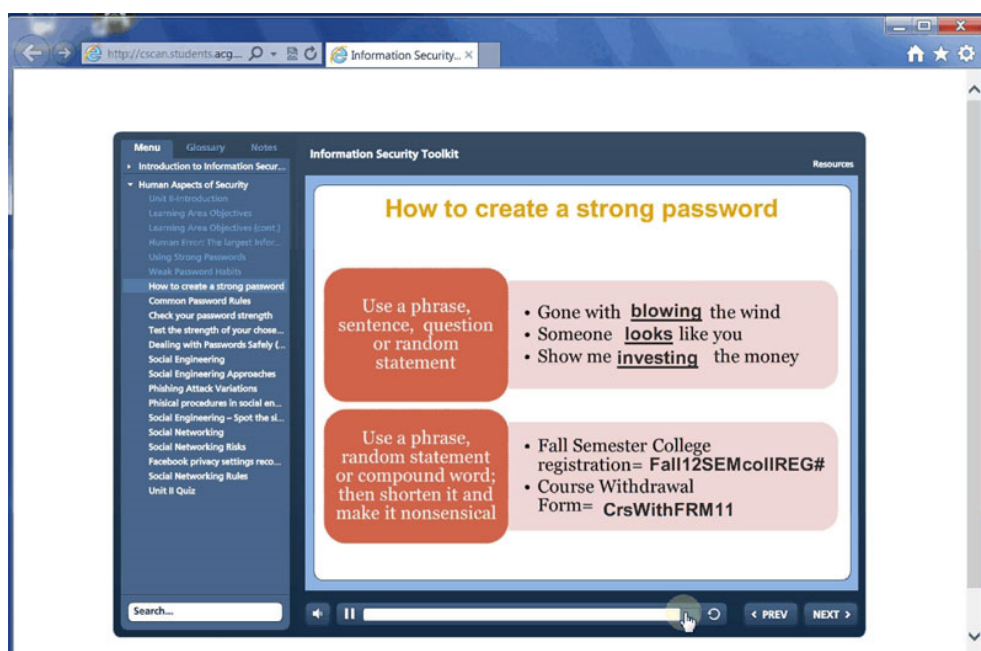 http://cscan.students.acg...
Information Security...
Menu Glossary Notes
Information Security Toolkit
Resources
Introduction to Information Secur...
Human Aspects of Security
Unit II-Introduction
Learning Area Objectives
Learning Area Objectives (cont.)
Human Error: The largest Infor...
Using Strong Passwords
Weak Password Habits
How to create a strong password
Common Password Rules
Check your password strength
Test the strength of your chose...
Dealing with Passwords Safely (...
Social Engineering
Social Engineering Approaches
Phishing Attack Variations
Phisical procedures in social en...
Social Engineering – Spot the si...
Social Networking
Social Networking Risks
Facebook privacy settings reco...
Social Networking Rules
Unit II Quiz
Search...
How to create a strong password
Use a phrase,
sentence, question
or random
statement
• Gone with blowing the wind
• Someone looks like you
• Show me investing the money
Use a phrase,
random statement
or compound word;
then shorten it and
make it nonsensical
• Fall Semester College
registration= Fall12SEMcollREG#
• Course Withdrawal
Form= CrsWithFRM11
< PREV NEXT >